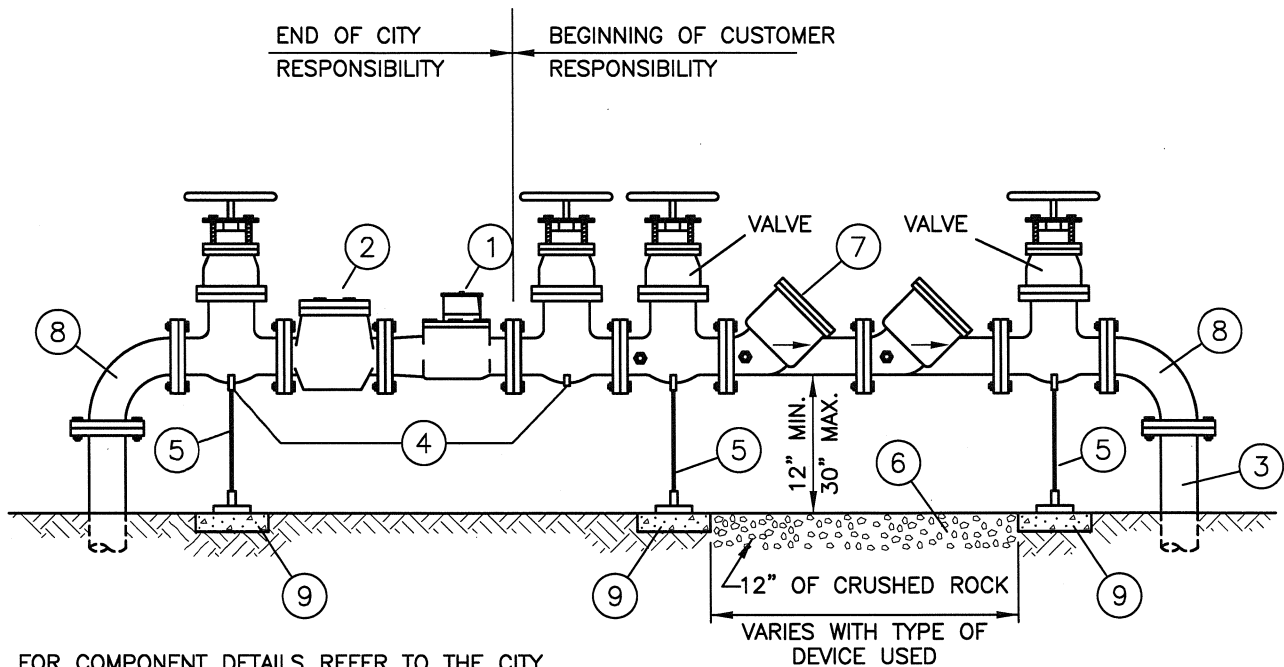 END OF CITY
RESPONSIBILITY
BEGINNING OF CUSTOMER
RESPONSIBILITY
VALVE
VALVE
2
1
7
8
8
4
5
5
5
12" MIN.
30" MAX.
6
3
9
9
12" OF CRUSHED ROCK
9
VARIES WITH TYPE OF
DEVICE USED
FOR COMPONENT DETAILS REFER TO THE CITY